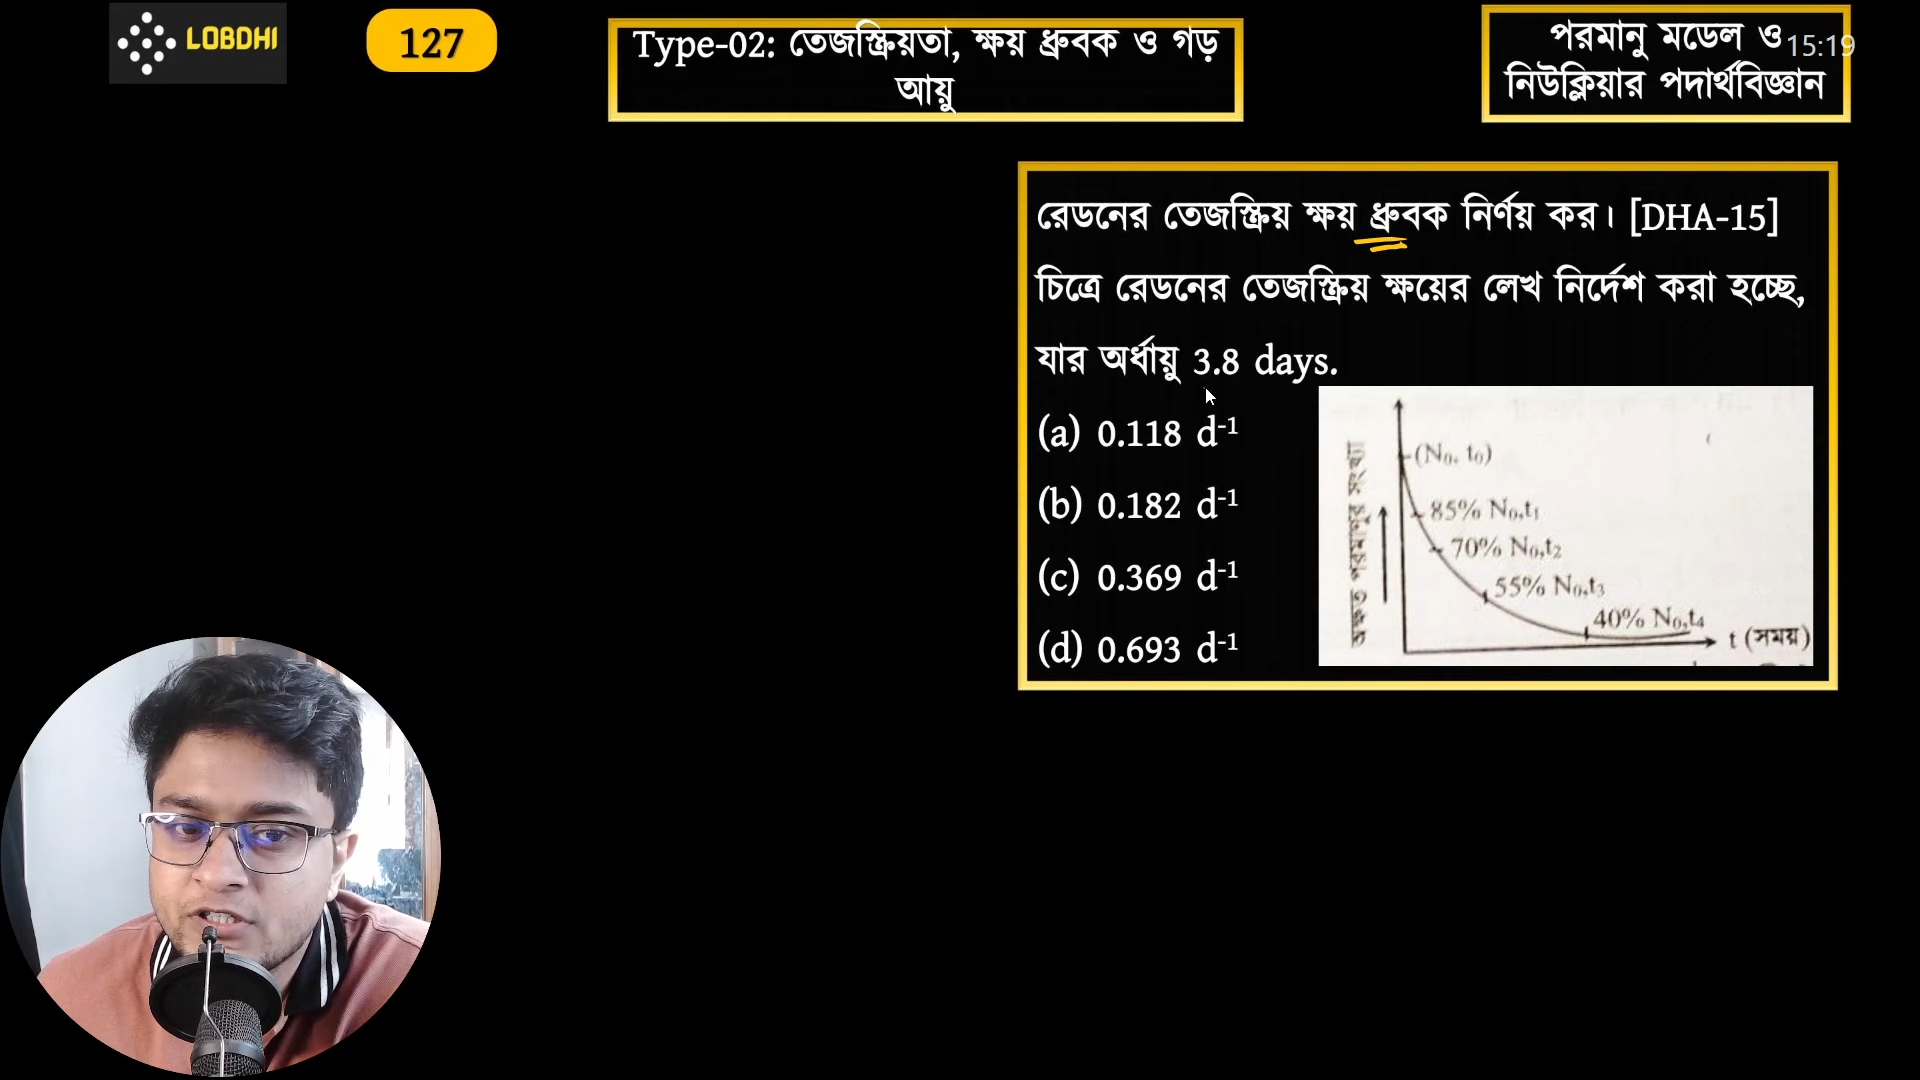 LOBDHI
127
Type-02: তেজস্ক্রিয়তা, ক্ষয় ধ্রুবক ও গড়
আয়ু
পরমানু মডেল ও
নিউক্লিয়ার পদার্থবিজ্ঞান
15:19
রেডনের তেজস্ক্রিয় ক্ষয় ধ্রুবক নির্ণয় কর। [DHA-15]
চিত্রে রেডনের তেজস্ক্রিয় ক্ষয়ের লেখ নির্দেশ করা হচ্ছে,
যার অর্ধায়ু 3.8 days.
(a) 0.118 d⁻¹
(b) 0.182 d⁻¹
(c) 0.369 d⁻¹
(d) 0.693 d⁻¹
অক্ষত পরমাণুর সংখ্যা
(N₀, t₀)
85% N₀,t₁
70% N₀,t₂
55% N₀,t₃
40% N₀,t₄
t (সময়)